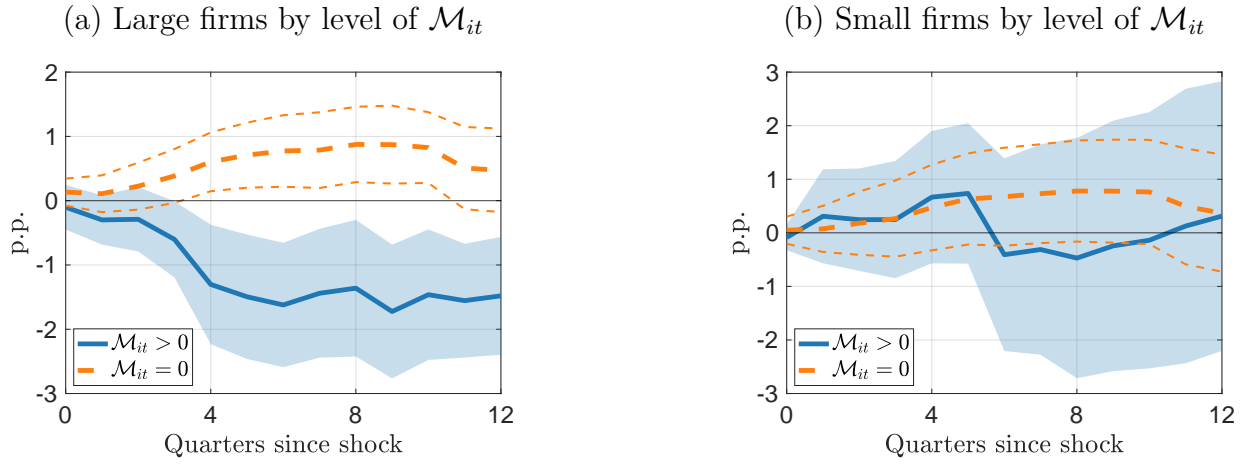 (a) Large firms by level of 𝓜ᵢₜ
2
1
0
-1
-2
-3
p.p.
𝓜ᵢₜ > 0
𝓜ᵢₜ = 0
0
4
8
12
Quarters since shock
(b) Small firms by level of 𝓜ᵢₜ
3
2
1
0
-1
-2
-3
p.p.
𝓜ᵢₜ > 0
𝓜ᵢₜ = 0
0
4
8
12
Quarters since shock